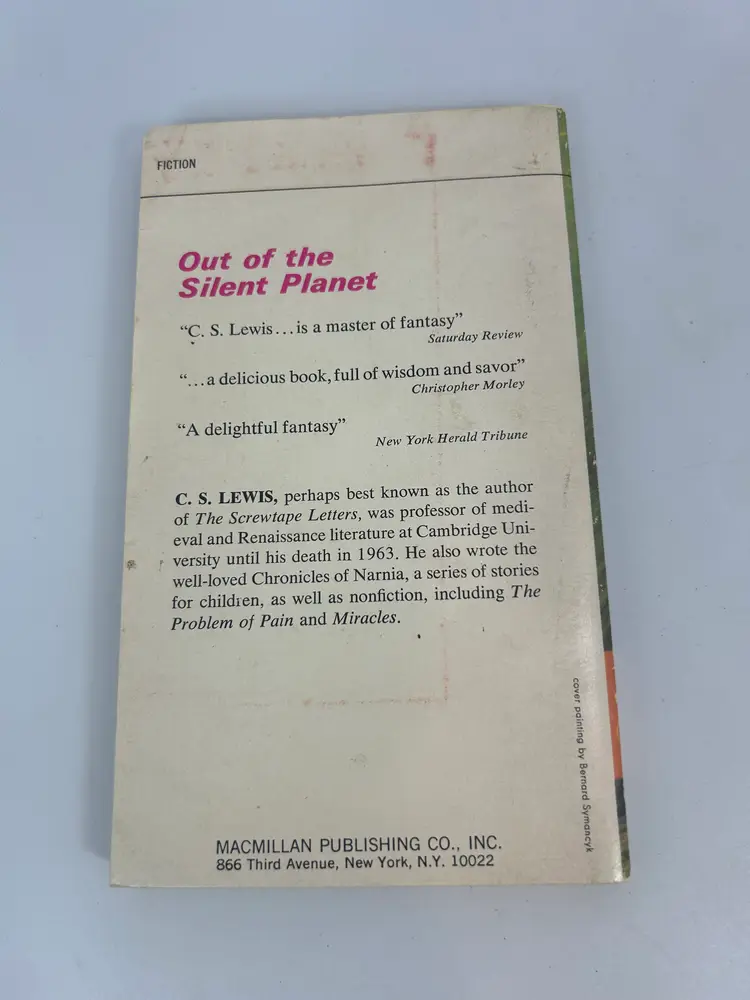 FICTION
Out of the
Silent Planet
“C. S. Lewis...is a master of fantasy”
Saturday Review
“...a delicious book, full of wisdom and savor”
Christopher Morley
“A delightful fantasy”
New York Herald Tribune
C. S. LEWIS, perhaps best known as the author
of The Screwtape Letters, was professor of medi-
eval and Renaissance literature at Cambridge Uni-
versity until his death in 1963. He also wrote the
well-loved Chronicles of Narnia, a series of stories
for children, as well as nonfiction, including The
Problem of Pain and Miracles.
cover painting by Bernard Symancyk
MACMILLAN PUBLISHING CO., INC.
866 Third Avenue, New York, N.Y. 10022